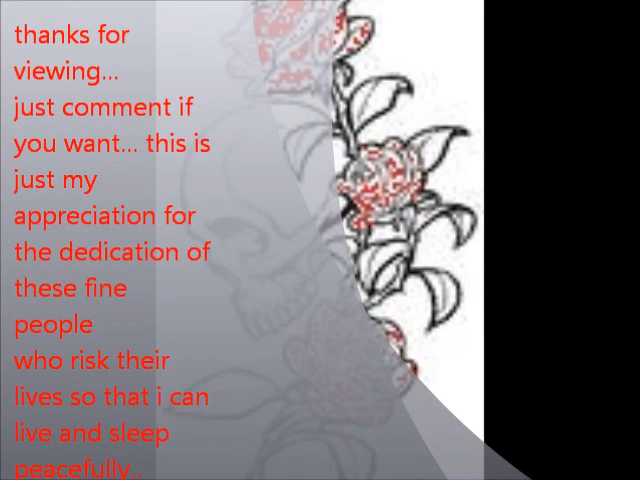 thanks for
viewing...
just comment if
you want... this is
just my
appreciation for
the dedication of
these fine
people
who risk their
lives so that i can
live and sleep
peacefully..